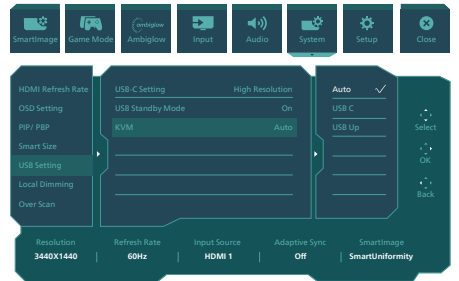 ambiglow
SmartImage Game Mode Ambiglow Input Audio System Setup Close
HDMI Refresh Rate USB-C Setting High Resolution Auto
OSD Setting USB Standby Mode On USB C
PIP/ PBP KVM Auto USB Up Select
Smart Size
USB Setting OK
Local Dimming Back
Over Scan
Resolution Refresh Rate Input Source Adaptive Sync SmartImage
3440X1440 60Hz HDMI 1 Off SmartUniformity